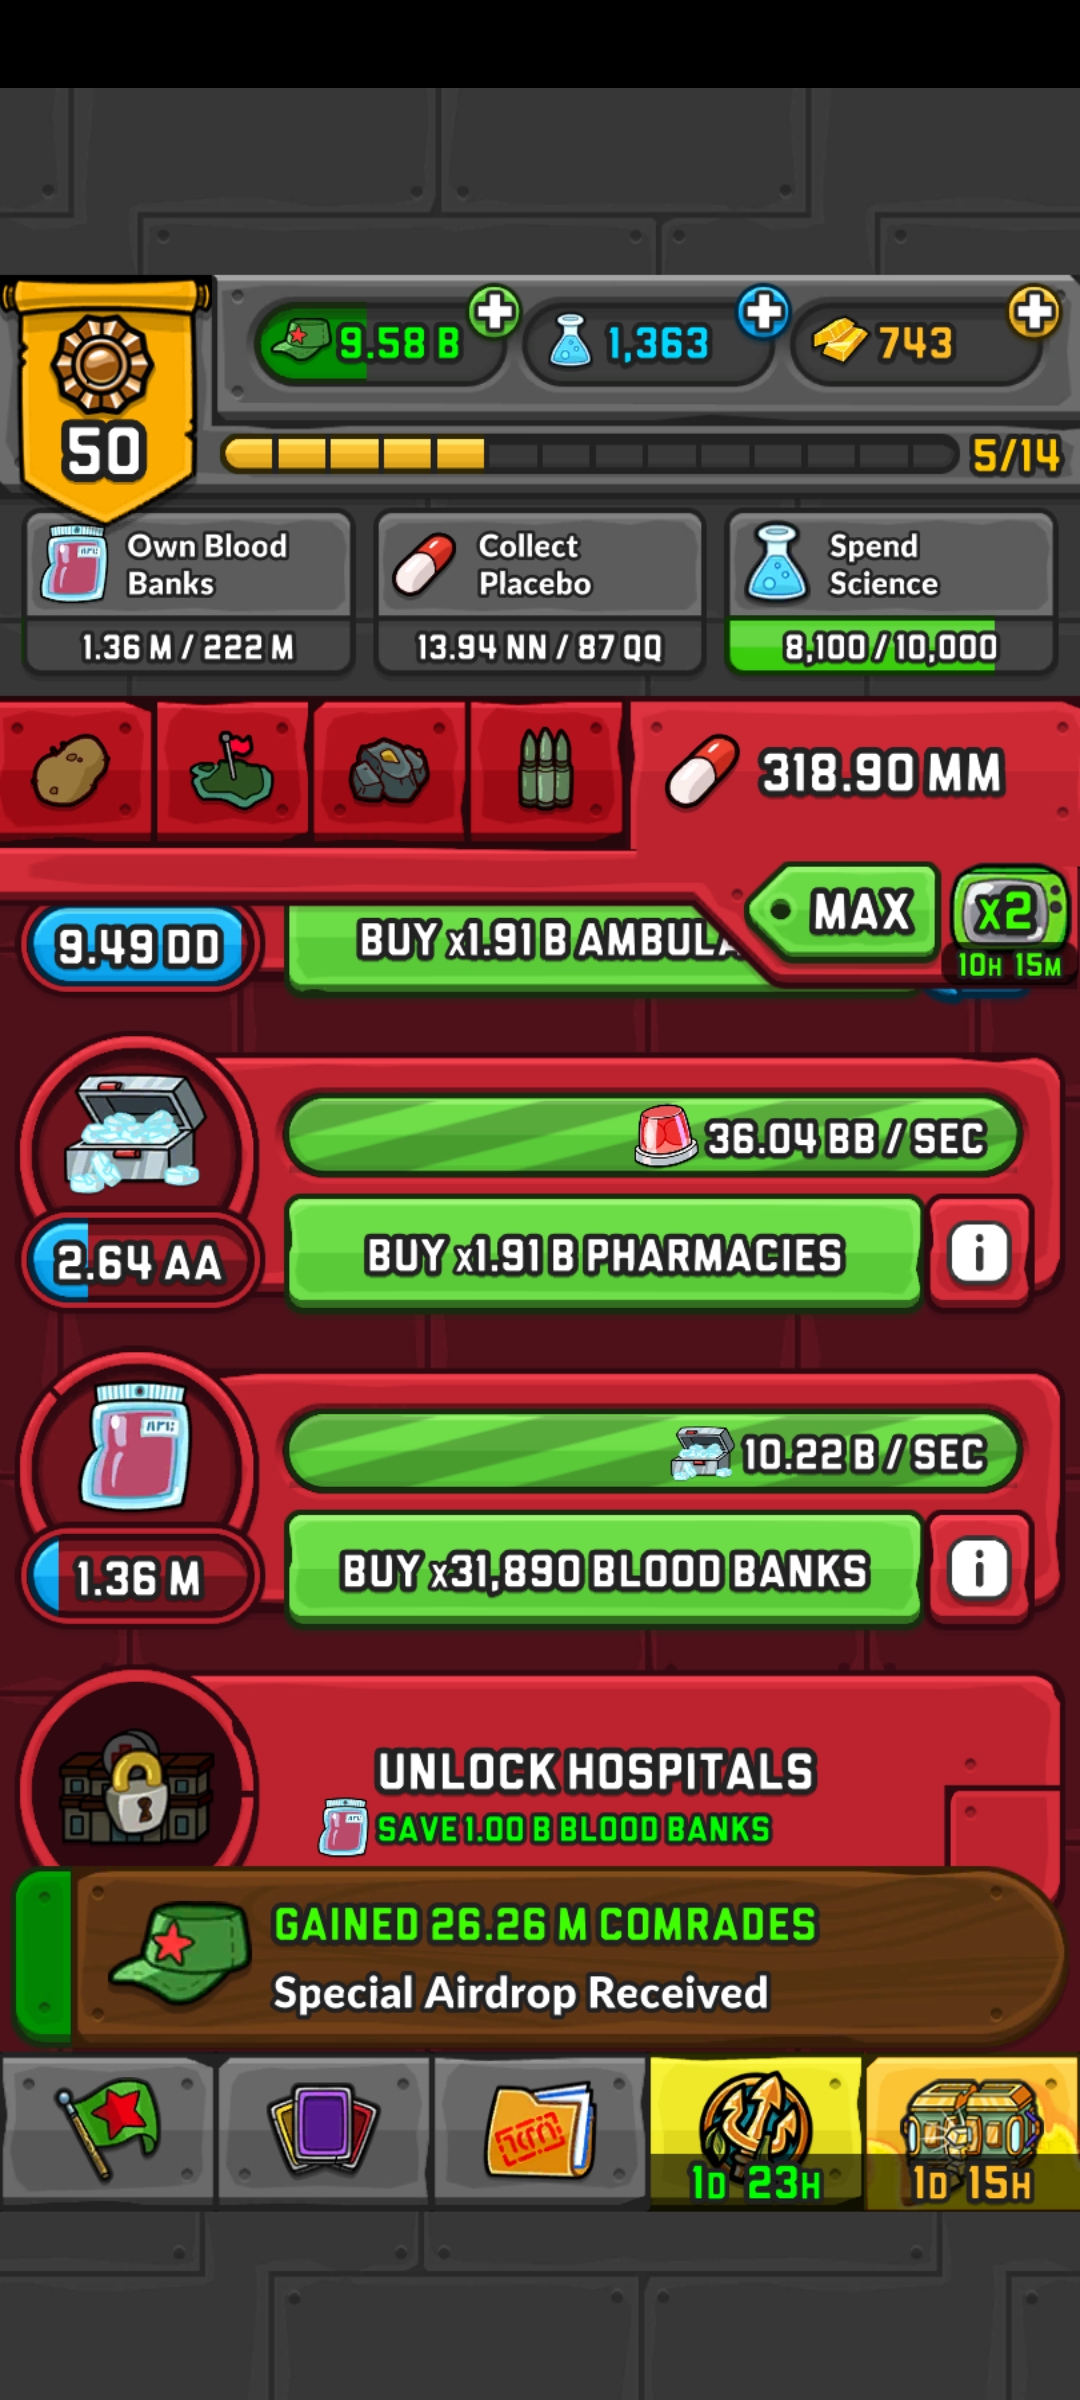 9.58 B
1,363
743
50
5/14
Own Blood
Banks
1.36 M / 222 M
Collect
Placebo
13.94 NN / 87 QQ
Spend
Science
8,100 / 10,000
318.90 MM
MAX
x2
10H 15M
9.49 DD
BUY x1.91 B AMBULA
36.04 BB / SEC
2.64 AA
BUY x1.91 B PHARMACIES
i
10.22 B / SEC
1.36 M
BUY x31,890 BLOOD BANKS
i
UNLOCK HOSPITALS
SAVE 1.00 B BLOOD BANKS
GAINED 26.26 M COMRADES
Special Airdrop Received
1D 23H
1D 15H